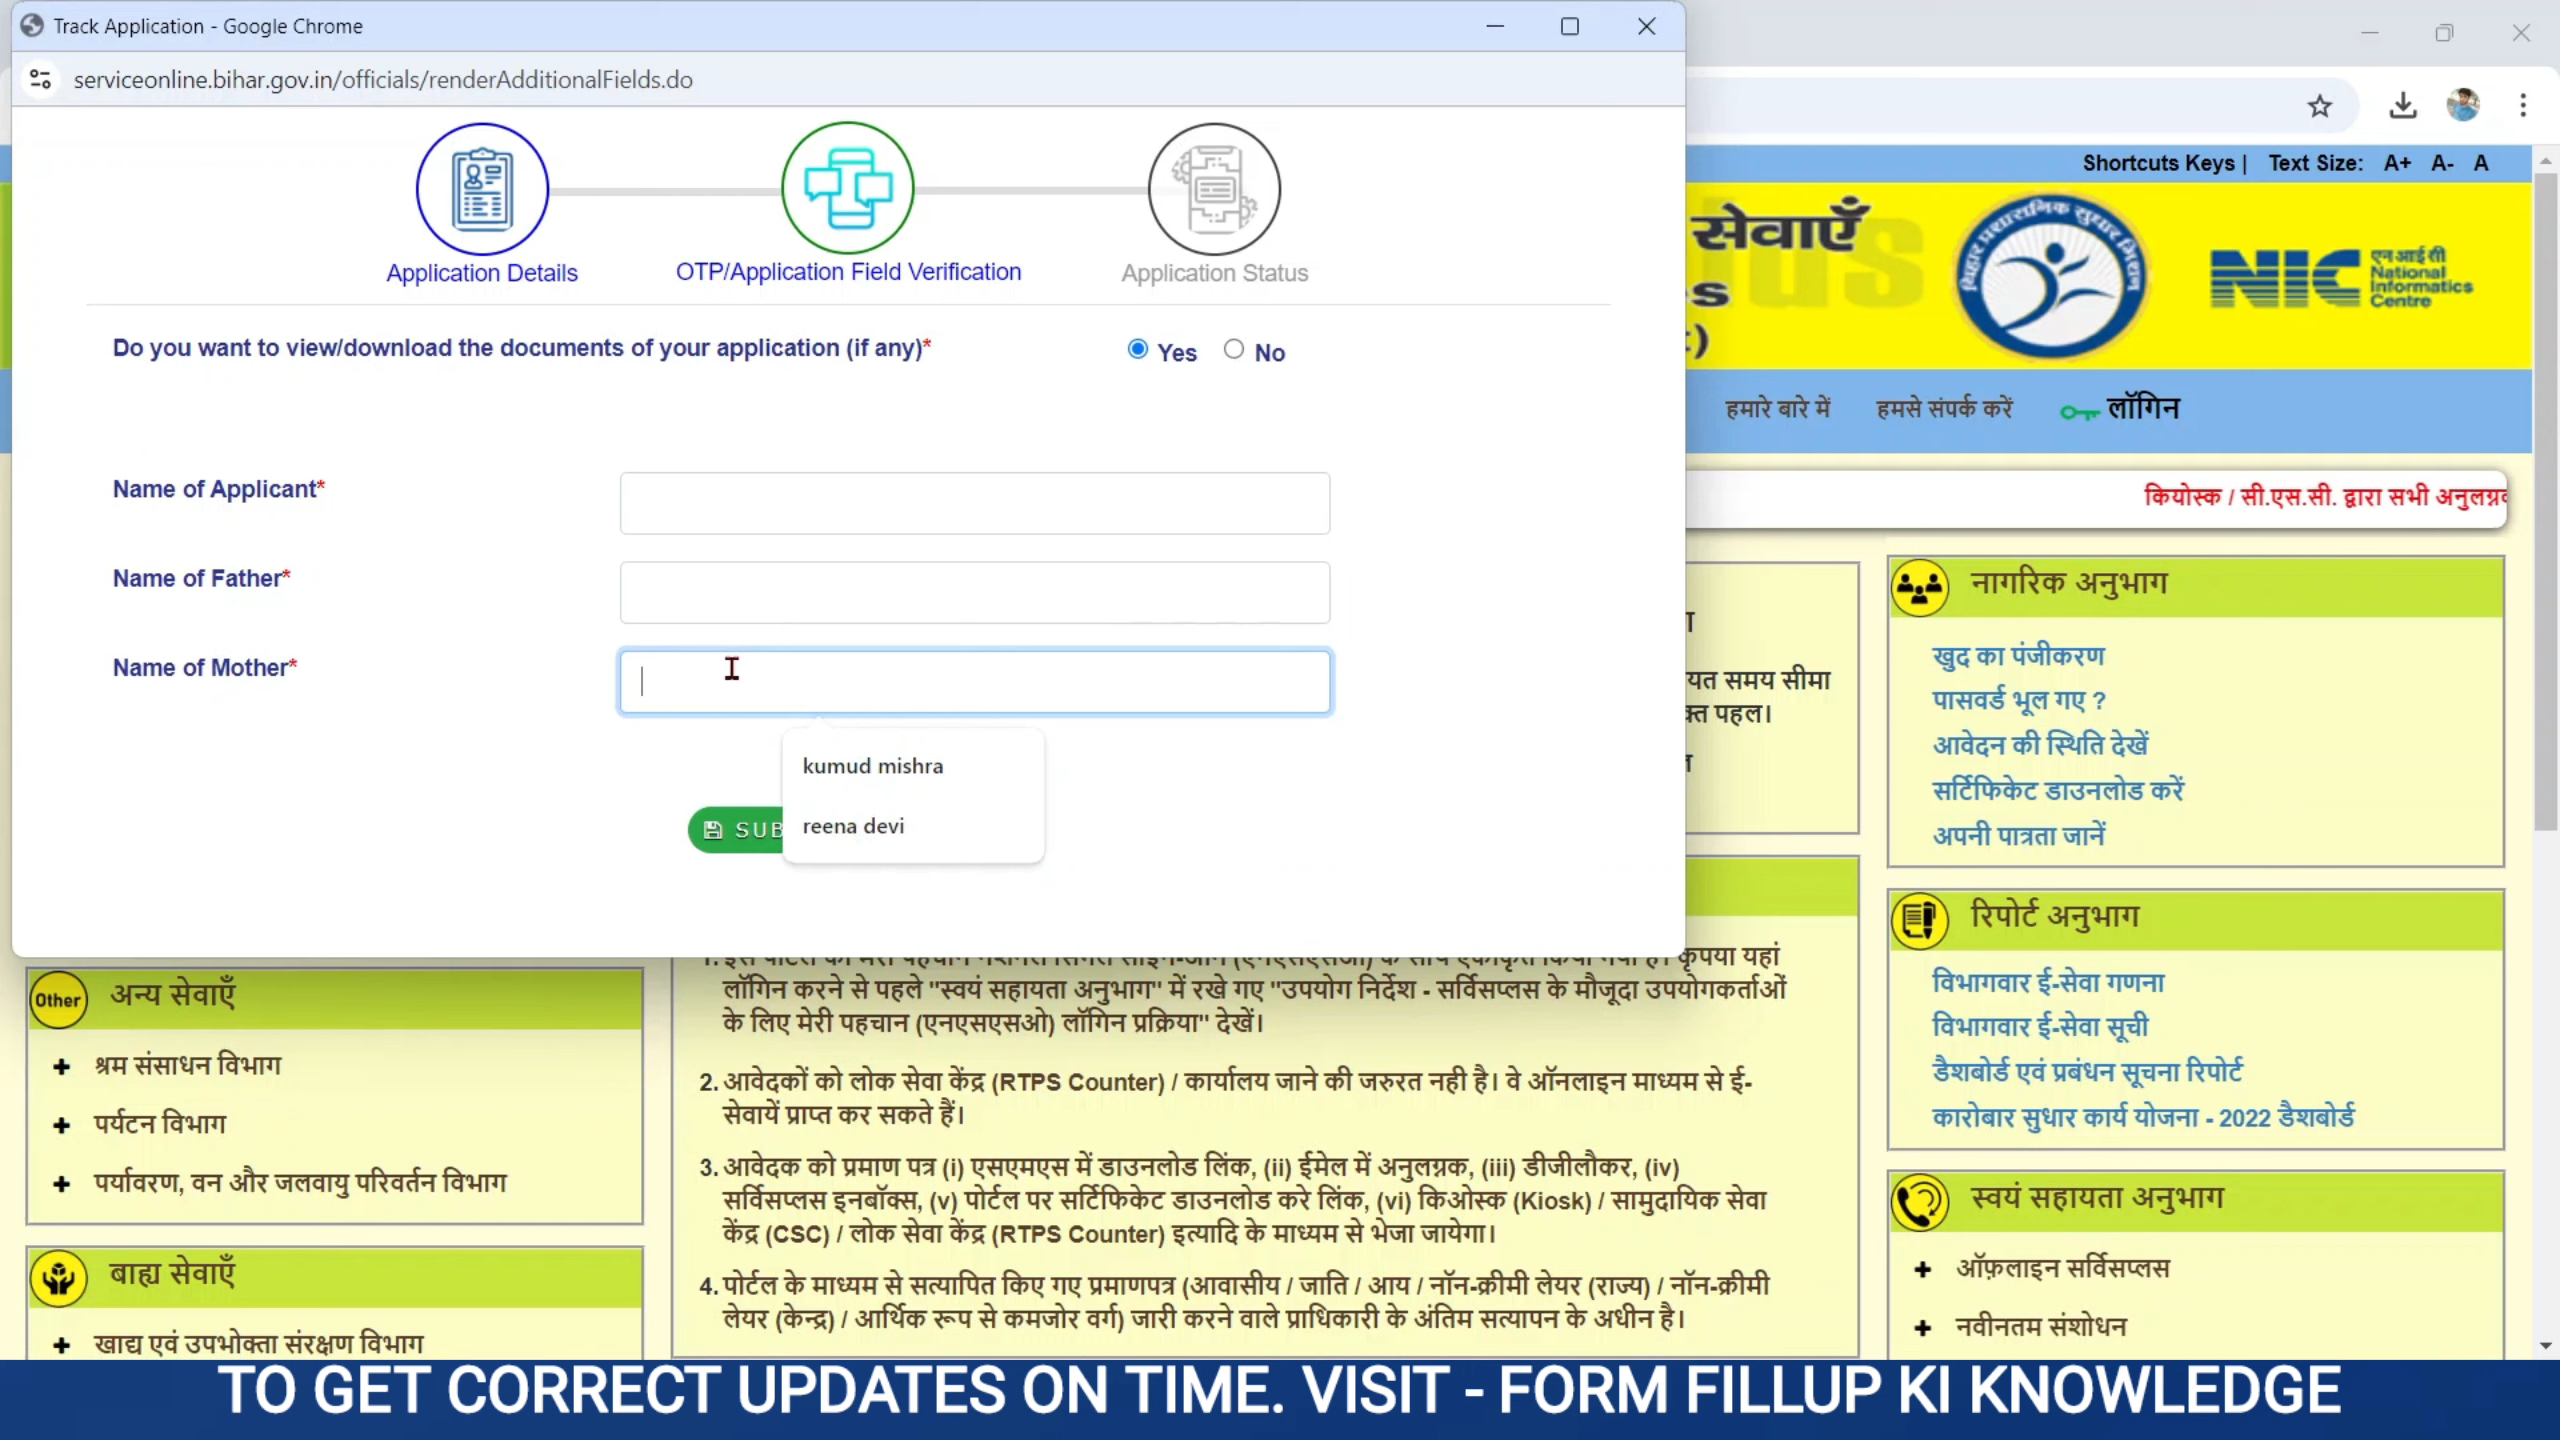 Track Application - Google Chrome
serviceonline.bihar.gov.in/officials/renderAdditionalFields.do
Application Details
OTP/Application Field Verification
Application Status
Do you want to view/download the documents of your application (if any)*
Yes
No
Name of Applicant*
Name of Father*
Name of Mother*
kumud mishra
reena devi
SUB
Shortcuts Keys | Text Size: A+ A- A
सेवाएँ
बिहार प्रशासनिक सुधार मिशन
NIC
एन आई सी
National
Informatics
Centre
हमारे बारे में
हमसे संपर्क करें
लॉगिन
कियोस्क / सी.एस.सी. द्वारा सभी
यत समय सीमा
क्त पहल।
नागरिक अनुभाग
खुद का पंजीकरण
पासवर्ड भूल गए ?
आवेदन की स्थिति देखें
सर्टिफिकेट डाउनलोड करें
अपनी पात्रता जानें
रिपोर्ट अनुभाग
विभागवार ई-सेवा गणना
विभागवार ई-सेवा सूची
डैशबोर्ड एवं प्रबंधन सूचना रिपोर्ट
कारोबार सुधार कार्य योजना - 2022 डैशबोर्ड
स्वयं सहायता अनुभाग
+ ऑफ़लाइन सर्विसप्लस
+ नवीनतम संशोधन
Other
अन्य सेवाएँ
+ श्रम संसाधन विभाग
+ पर्यटन विभाग
+ पर्यावरण, वन और जलवायु परिवर्तन विभाग
बाह्य सेवाएँ
+ खाद्य एवं उपभोक्ता संरक्षण विभाग
कृपया यहां
लॉगिन करने से पहले "स्वयं सहायता अनुभाग" में रखे गए "उपयोग निर्देश - सर्विसप्लस के मौजूदा उपयोगकर्ताओं
के लिए मेरी पहचान (एनएसएसओ) लॉगिन प्रक्रिया" देखें।
2. आवेदकों को लोक सेवा केंद्र (RTPS Counter) / कार्यालय जाने की जरुरत नही है। वे ऑनलाइन माध्यम से ई-
सेवायें प्राप्त कर सकते हैं।
3. आवेदक को प्रमाण पत्र (i) एसएमएस में डाउनलोड लिंक, (ii) ईमेल में अनुलग्नक, (iii) डीजीलौकर, (iv)
सर्विसप्लस इनबॉक्स, (v) पोर्टल पर सर्टिफिकेट डाउनलोड करे लिंक, (vi) किओस्क (Kiosk) / सामुदायिक सेवा
केंद्र (CSC) / लोक सेवा केंद्र (RTPS Counter) इत्यादि के माध्यम से भेजा जायेगा।
4. पोर्टल के माध्यम से सत्यापित किए गए प्रमाणपत्र (आवासीय / जाति / आय / नॉन-क्रीमी लेयर (राज्य) / नॉन-क्रीमी
लेयर (केन्द्र) / आर्थिक रूप से कमजोर वर्ग) जारी करने वाले प्राधिकारी के अंतिम सत्यापन के अधीन है।
TO GET CORRECT UPDATES ON TIME. VISIT - FORM FILLUP KI KNOWLEDGE